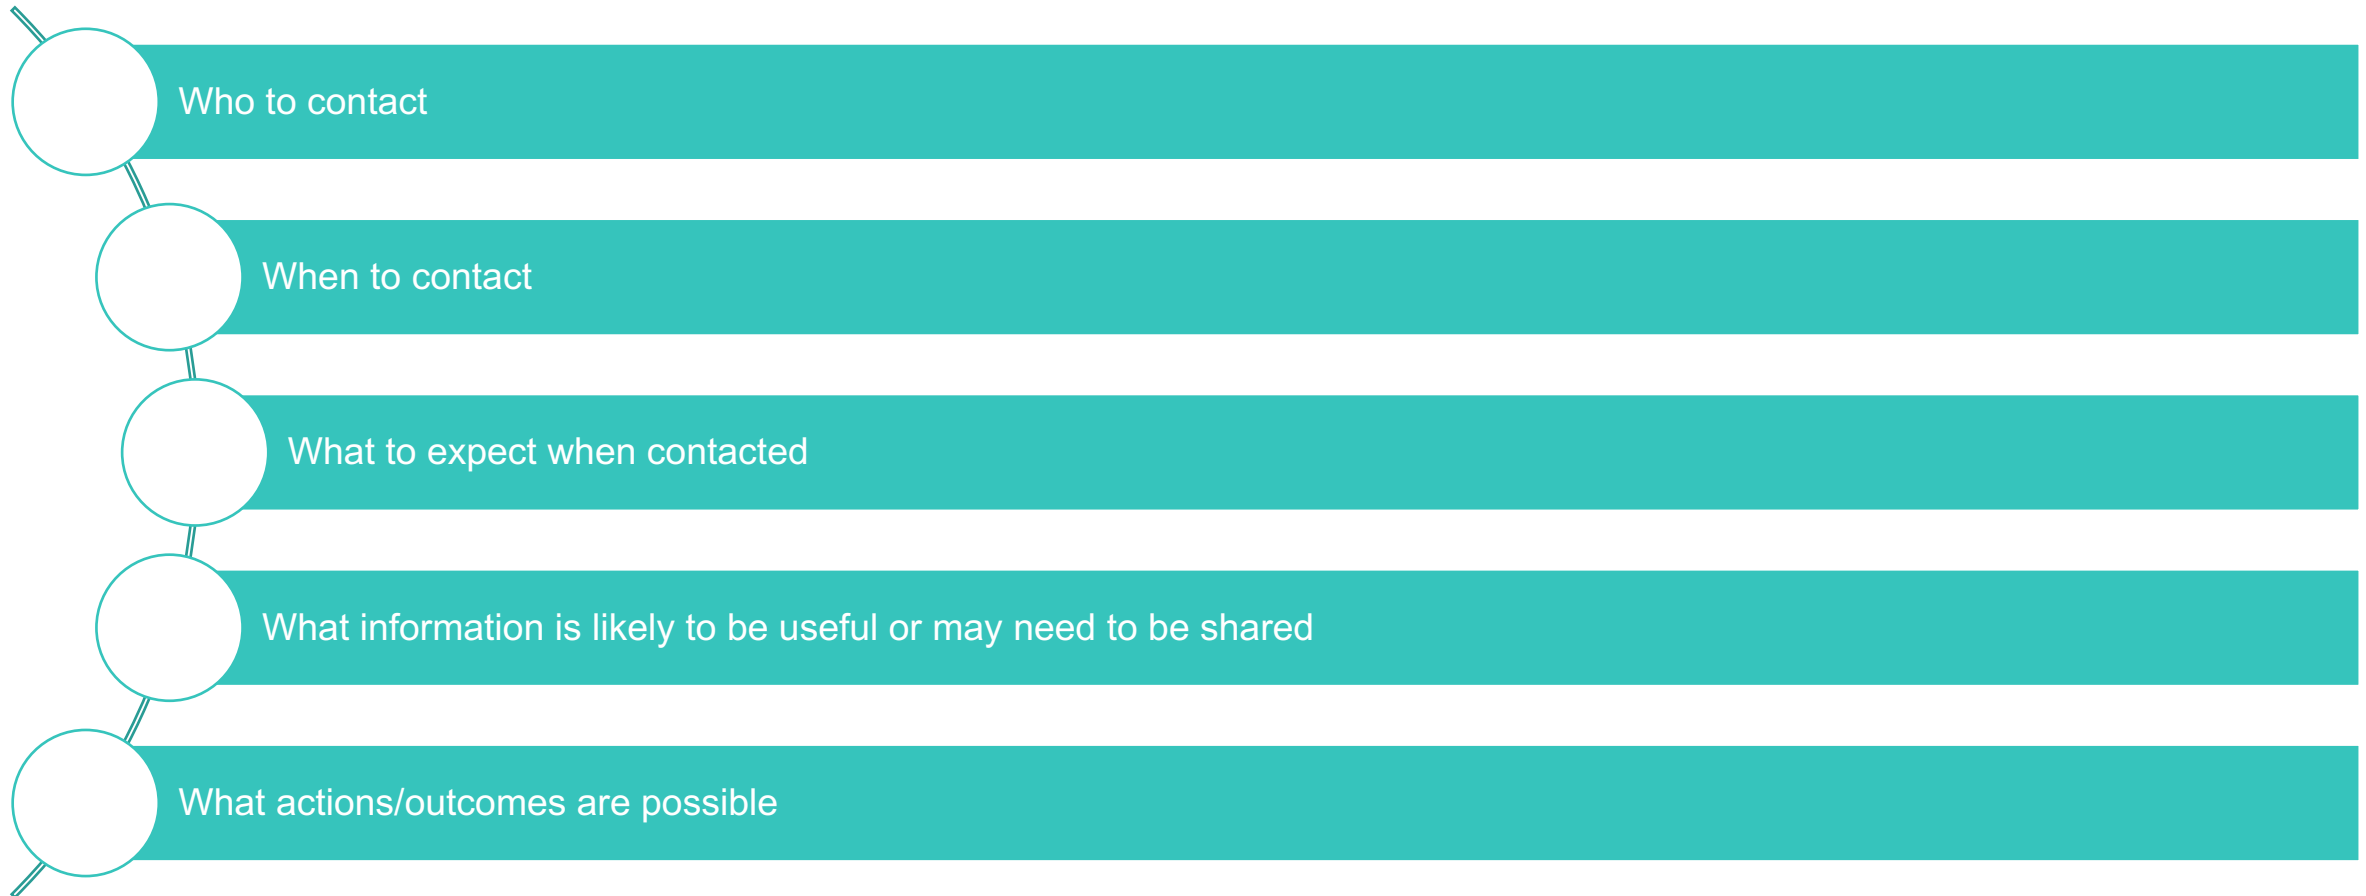 Who to contact
When to contact
What to expect when contacted
What information is likely to be useful or may need to be shared
What actions/outcomes are possible